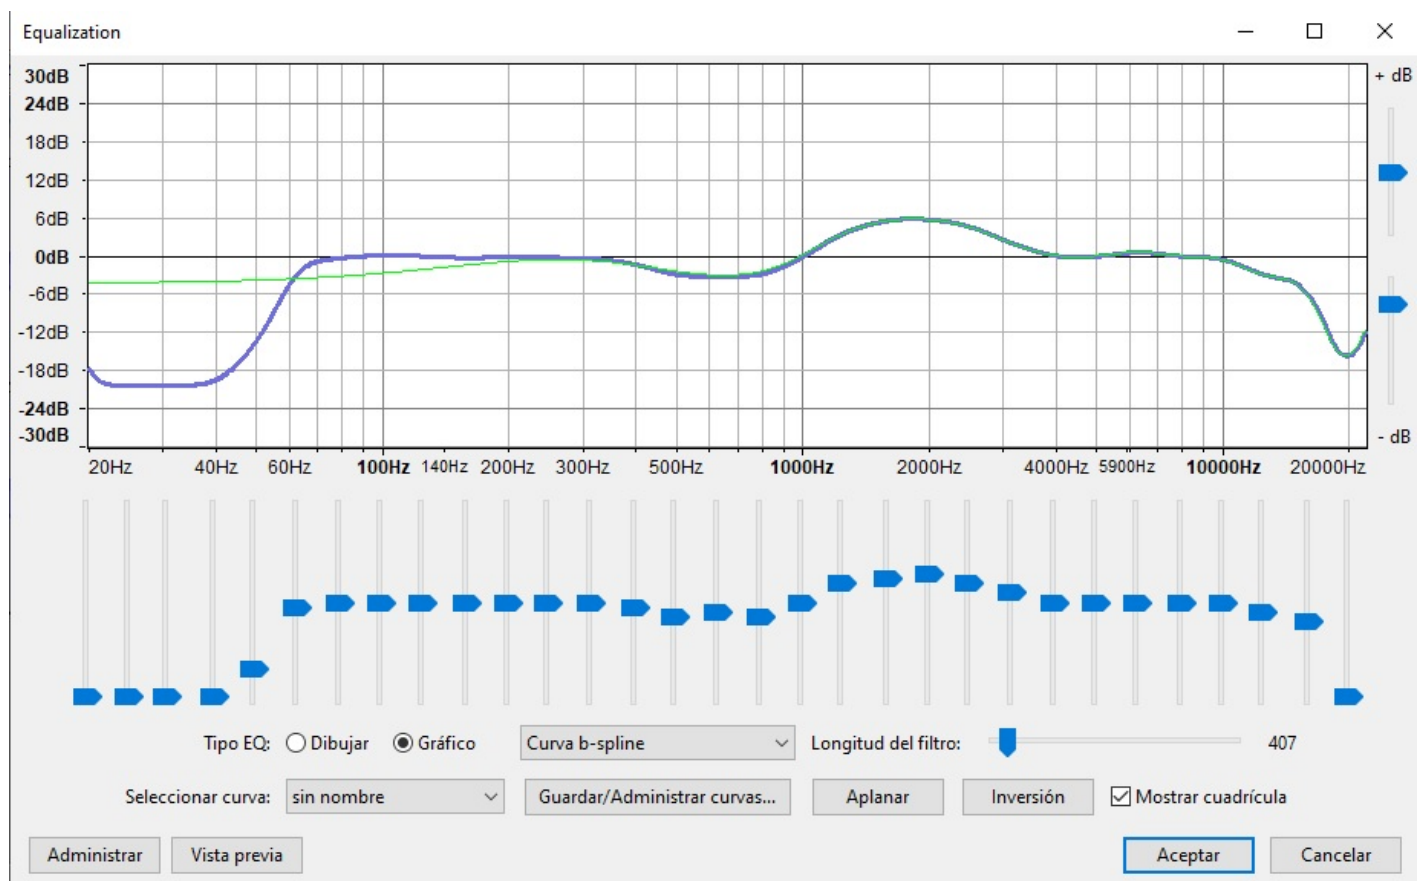 Equalization
30dB
+ dB
24dB
18dB
12dB
6dB
0dB
-6dB
-12dB
-18dB
-24dB
-30dB
- dB
20Hz 40Hz 60Hz 100Hz 140Hz 200Hz 300Hz 500Hz 1000Hz 2000Hz 4000Hz 5900Hz 10000Hz 20000Hz
Tipo EQ: Dibujar Gráfico Curva b-spline Longitud del filtro: 407
Seleccionar curva: sin nombre Guardar/Administrar curvas... Aplanar Inversión Mostrar cuadrícula
Administrar Vista previa Aceptar Cancelar